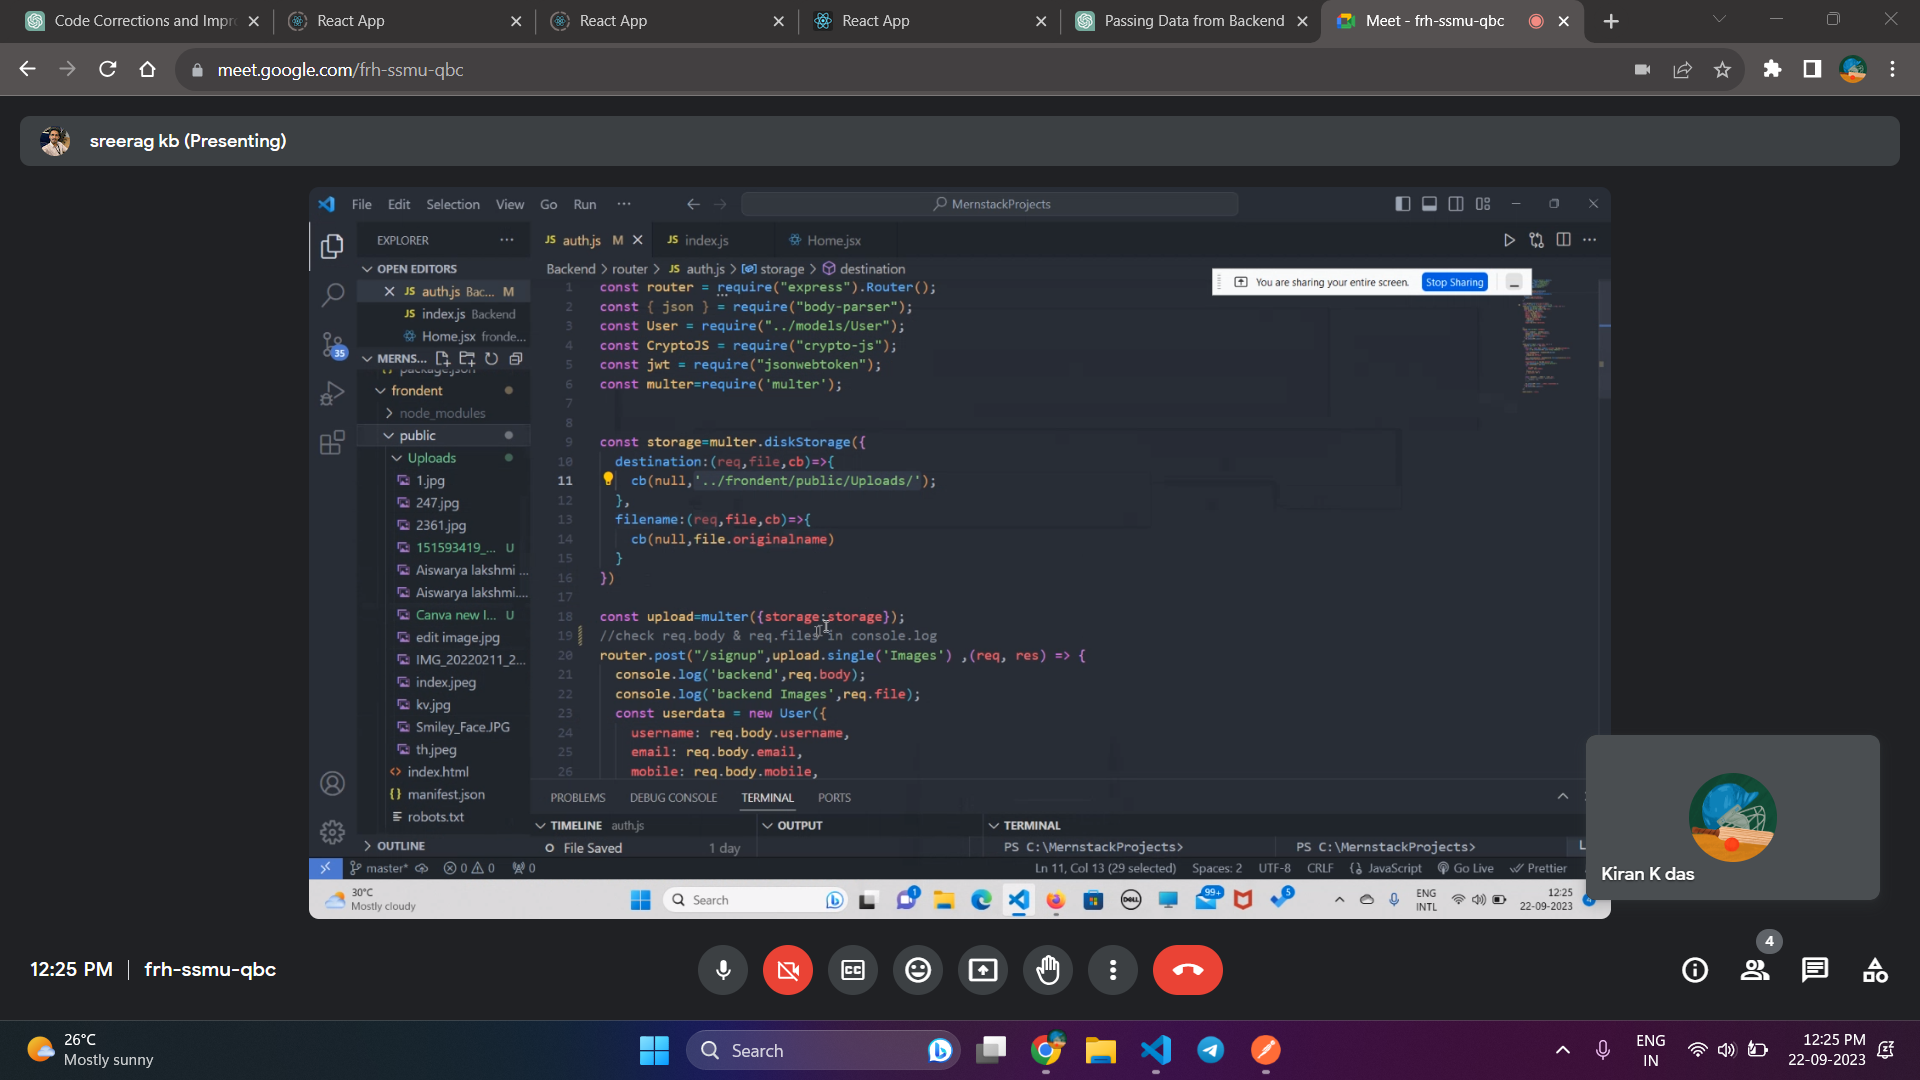 Code Corrections and Impro
React App
React App
React App
Passing Data from Backend
Meet - frh-ssmu-qbc
meet.google.com/frh-ssmu-qbc
sreerag kb (Presenting)
File Edit Selection View Go Run ···
MernstackProjects
EXPLORER
JS auth.js M
JS index.js
Home.jsx
OPEN EDITORS
Backend > router > JS auth.js > storage > destination
You are sharing your entire screen. Stop Sharing
JS auth.js Bac... M
JS index.js Backend
Home.jsx fronde...
MERNS...
package.json
frondent
node_modules
public
Uploads
1.jpg
247.jpg
2361.jpg
151593419_... U
Aiswarya lakshmi ...
Aiswarya lakshmi....
Canva new l... U
edit image.jpg
IMG_20220211_2...
index.jpeg
kv.jpg
Smiley_Face.JPG
th.jpeg
index.html
manifest.json
robots.txt
OUTLINE
35
1 const router = require("express").Router();
2 const { json } = require("body-parser");
3 const User = require("../models/User");
4 const CryptoJS = require("crypto-js");
5 const jwt = require("jsonwebtoken");
6 const multer=require('multer');
7
8
9 const storage=multer.diskStorage({
10 destination:(req,file,cb)=>{
11 cb(null,'../frondent/public/Uploads/');
12 },
13 filename:(req,file,cb)=>{
14 cb(null,file.originalname)
15 }
16 })
17
18 const upload=multer({storage:storage});
19 //check req.body & req.files in console.log
20 router.post("/signup",upload.single('Images') ,(req, res) => {
21 console.log('backend',req.body);
22 console.log('backend Images',req.file);
23 const userdata = new User({
24 username: req.body.username,
25 email: req.body.email,
26 mobile: req.body.mobile,
PROBLEMS DEBUG CONSOLE TERMINAL PORTS
TIMELINE auth.js
OUTPUT
TERMINAL
File Saved 1 day
PS C:\MernstackProjects>
PS C:\MernstackProjects>
master* 0 0 0
Ln 11, Col 13 (29 selected) Spaces: 2 UTF-8 CRLF {} JavaScript Go Live Prettier
30°C
Mostly cloudy
Search
1
DELL
99+
5
ENG
INTL
12:25
22-09-2023
4
Kiran K das
12:25 PM | frh-ssmu-qbc
4
26°C
Mostly sunny
Search
ENG
IN
12:25 PM
22-09-2023